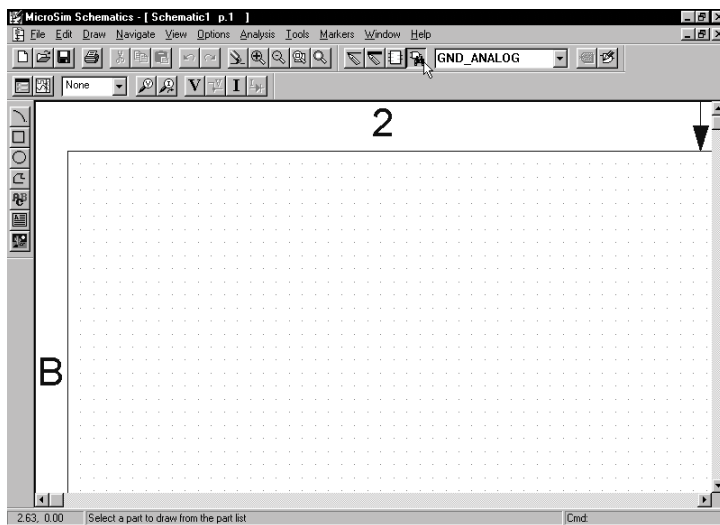 MicroSim Schematics - [ Schematic1 p.1 ]
File Edit Draw Navigate View Options Analysis Tools Markers Window Help
GND_ANALOG
None V V V I
2
ABC
B
2.63, 0.00 Select a part to draw from the part list Cmd: